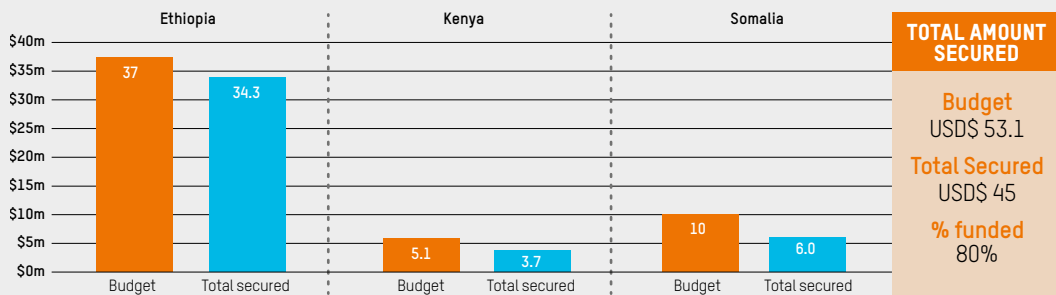 Ethiopia
Kenya
Somalia
$40m
$35m
$30m
$25m
$20m
$15m
$10m
$5m
$0m
37
34.3
5.1
3.7
10
6.0
Budget
Total secured
Budget
Total secured
Budget
Total secured
TOTAL AMOUNT
SECURED
Budget
USD$ 53.1
Total Secured
USD$ 45
% funded
80%